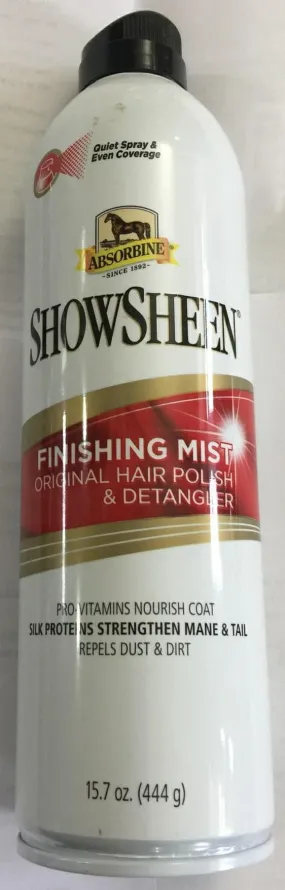 Quiet Spray &
Even Coverage
ABSORBINE
~SINCE 1892~
SHOWSHEEN®
FINISHING MIST
ORIGINAL HAIR POLISH
& DETANGLER
PRO-VITAMINS NOURISH COAT
SILK PROTEINS STRENGTHEN MANE & TAIL
REPELS DUST & DIRT
15.7 oz. (444 g)